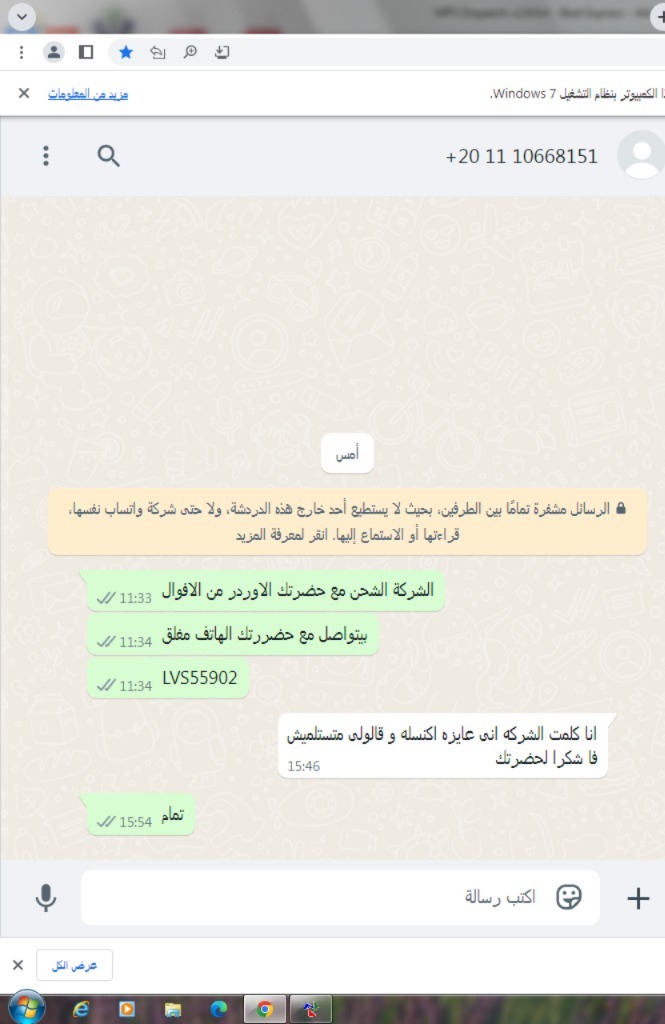 مزيد من المعلومات
الكمبيوتر بنظام التشغيل Windows 7.
+20 11 10668151
أمس
الرسائل مشفرة تمامًا بين الطرفين، بحيث لا يستطيع أحد خارج هذه الدردشة، ولا حتى شركة واتساب نفسها،
قراءتها أو الاستماع إليها. انقر لمعرفة المزيد
الشركة الشحن مع حضرتك الاوردر من الافوال
11:33
بيتواصل مع حضررتك الهاتف مغلق
11:34
LVS55902
11:34
انا كلمت الشركه انى عايزه اكنسله و قالولى متستلميش
فا شكرا لحضرتك
15:46
تمام
15:54
اكتب رسالة
عرض الكل